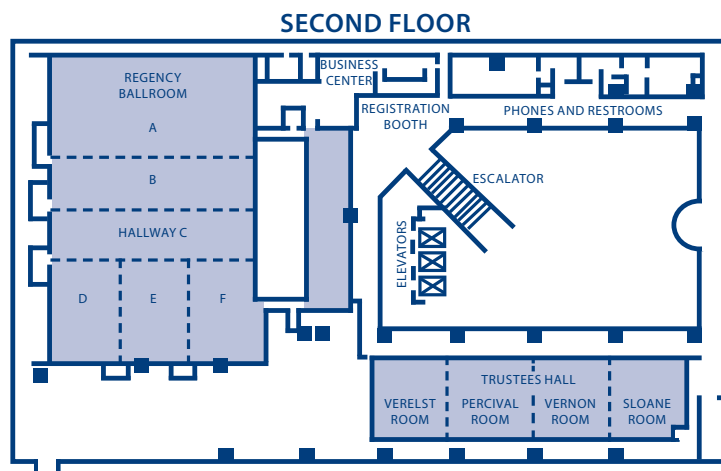 SECOND FLOOR
REGENCY
BALLROOM
A
B
HALLWAY C
D
E
F
BUSINESS
CENTER
REGISTRATION
BOOTH
PHONES AND RESTROOMS
ESCALATOR
ELEVATORS
TRUSTEES HALL
VERELST
ROOM
PERCIVAL
ROOM
VERNON
ROOM
SLOANE
ROOM